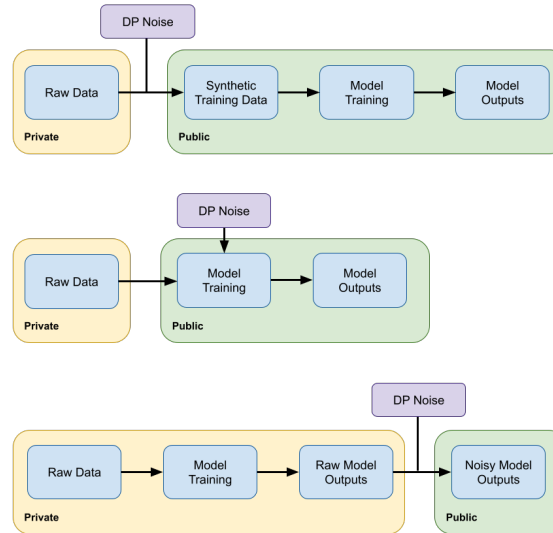 DP Noise
Raw Data
Synthetic
Training Data
Model
Training
Model
Outputs
Private
Public
DP Noise
Raw Data
Model
Training
Model
Outputs
Private
Public
DP Noise
Raw Data
Model
Training
Raw Model
Outputs
Noisy Model
Outputs
Private
Public